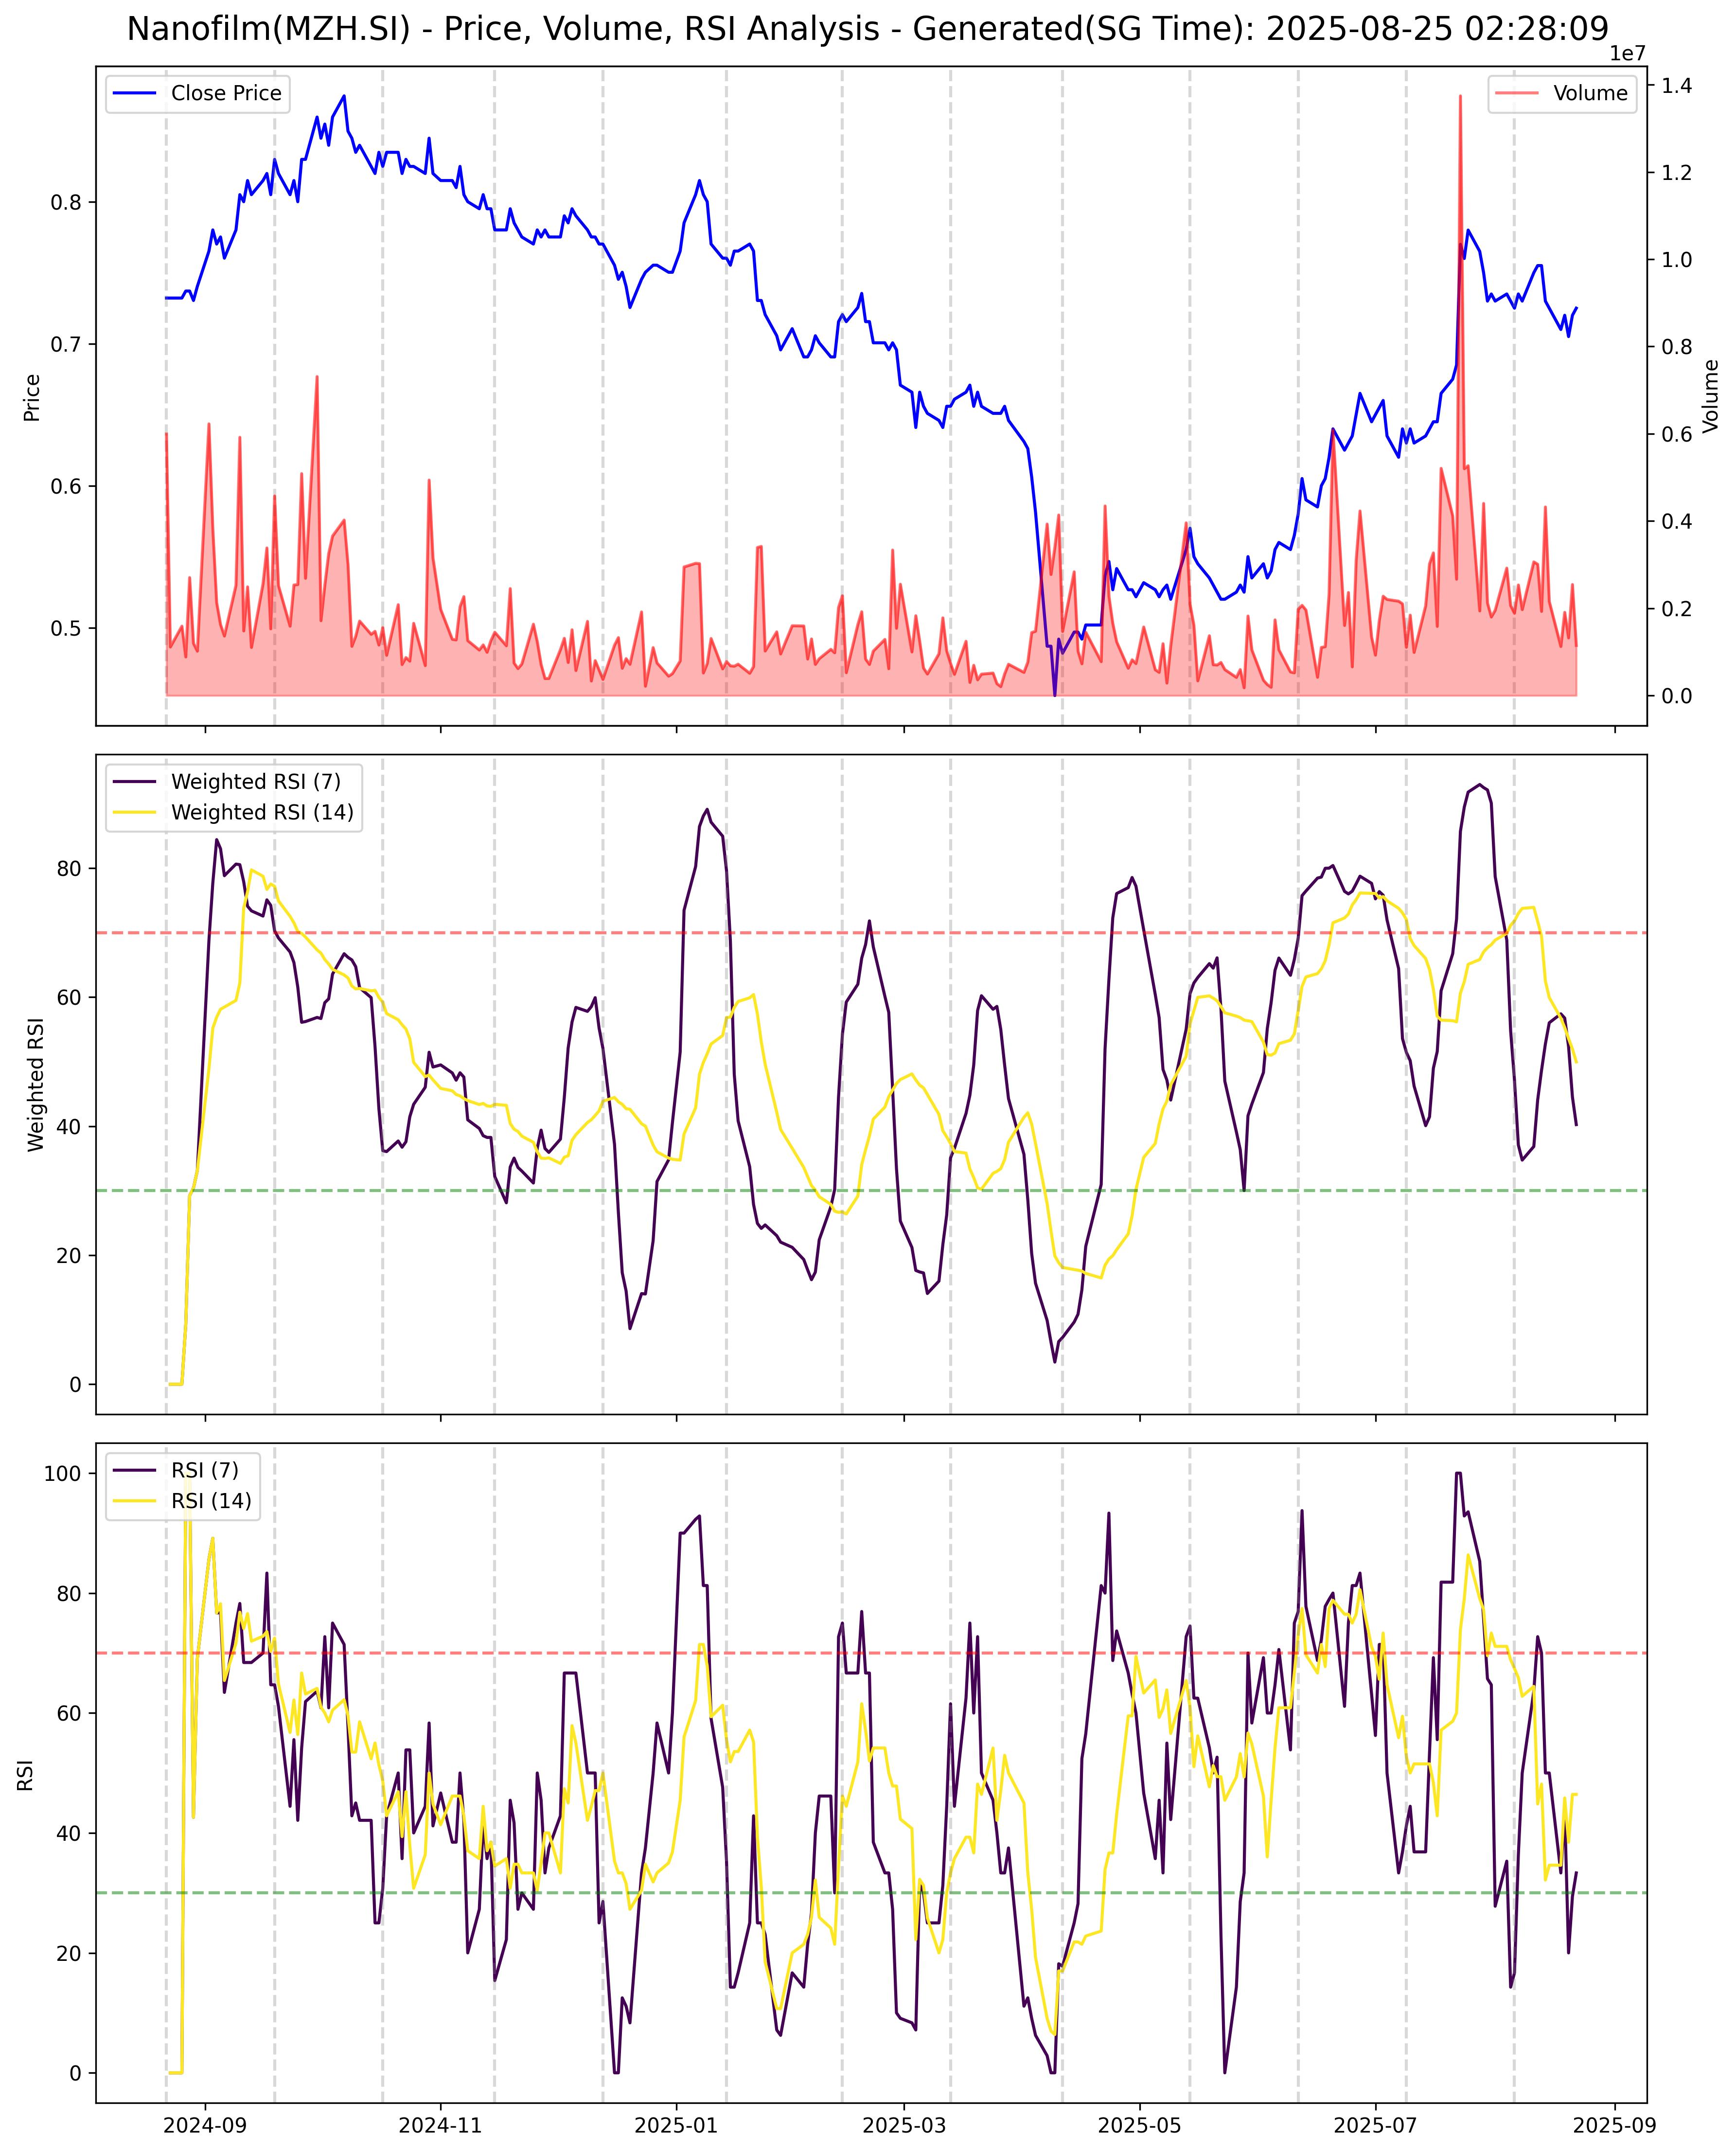 Nanofilm(MZH.SI) - Price, Volume, RSI Analysis - Generated(SG Time): 2025-08-25 02:28:09
1e7
Close Price
Volume
0.8
0.7
0.6
0.5
Price
1.4
1.2
1.0
0.8
0.6
0.4
0.2
0.0
Volume
Weighted RSI (7)
Weighted RSI (14)
80
60
40
20
0
Weighted RSI
RSI (7)
RSI (14)
100
80
60
40
20
0
RSI
2024-09
2024-11
2025-01
2025-03
2025-05
2025-07
2025-09